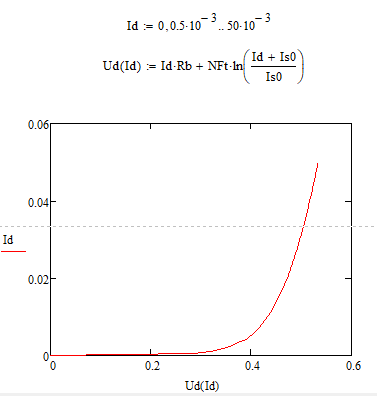 Id := 0,0.5·10^-3..50·10^-3
Ud(Id) := Id·Rb + NFt·ln((Id + Is0)/Is0)
0.06
0.04
Id
0.02
0
0 0.2 0.4 0.6
Ud(Id)